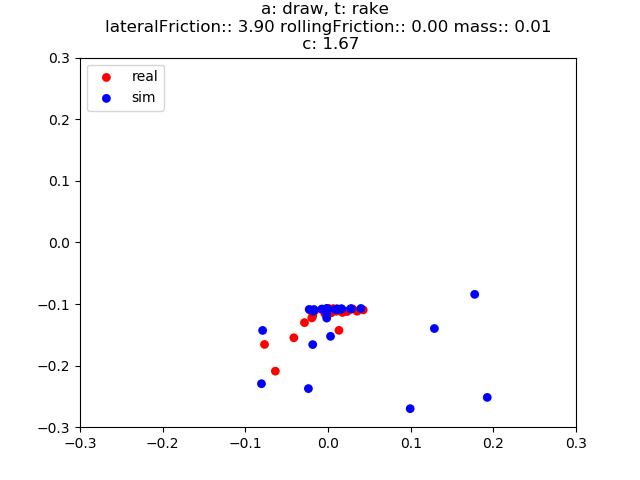 a: draw, t: rake
lateralFriction:: 3.90 rollingFriction:: 0.00 mass:: 0.01
c: 1.67
real
sim
0.3
0.2
0.1
0.0
−0.1
−0.2
−0.3
−0.3 −0.2 −0.1 0.0 0.1 0.2 0.3